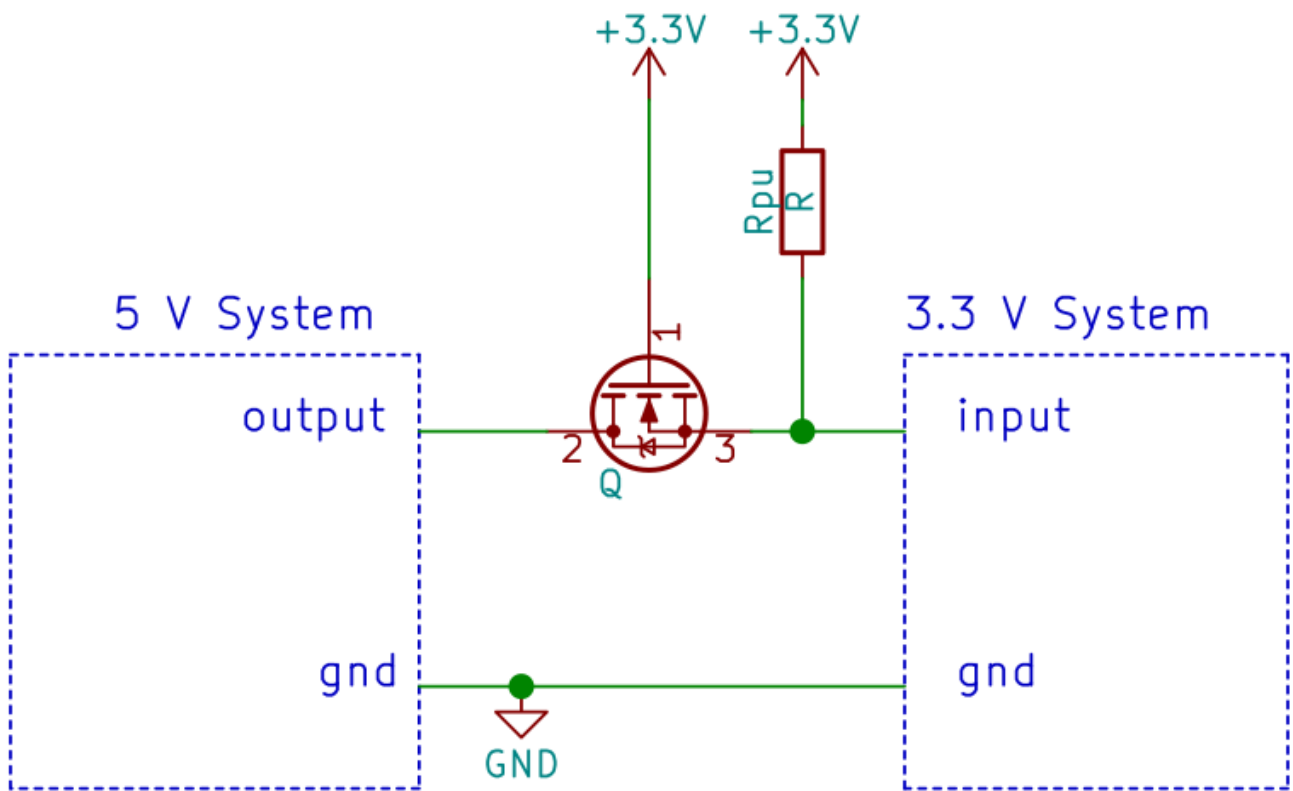 +3.3V
+3.3V
Rpu
R
5 V System
3.3 V System
1
output
input
2
3
Q
gnd
gnd
GND